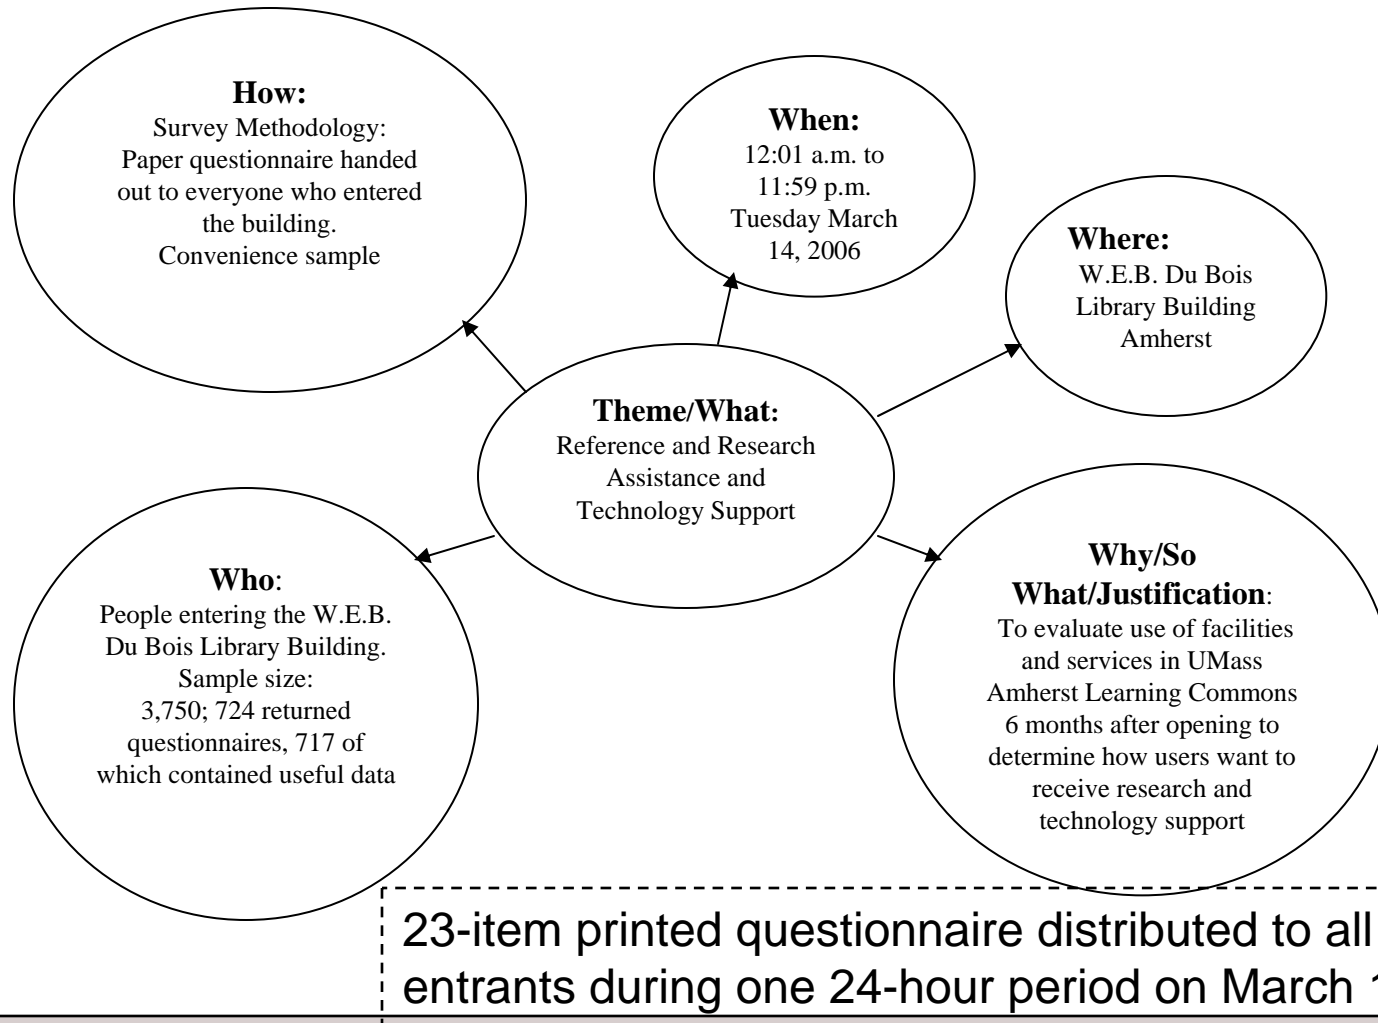 How:
Survey Methodology:
Paper questionnaire handed
out to everyone who entered
the building.
Convenience sample
When:
12:01 a.m. to
11:59 p.m.
Tuesday March
14, 2006
Where:
W.E.B. Du Bois
Library Building
Amherst
Theme/What:
Reference and Research
Assistance and
Technology Support
Who:
People entering the W.E.B.
Du Bois Library Building.
Sample size:
3,750; 724 returned
questionnaires, 717 of
which contained useful data
Why/So
What/Justification:
To evaluate use of facilities
and services in UMass
Amherst Learning Commons
6 months after opening to
determine how users want to
receive research and
technology support
23-item printed questionnaire distributed to all
entrants during one 24-hour period on March